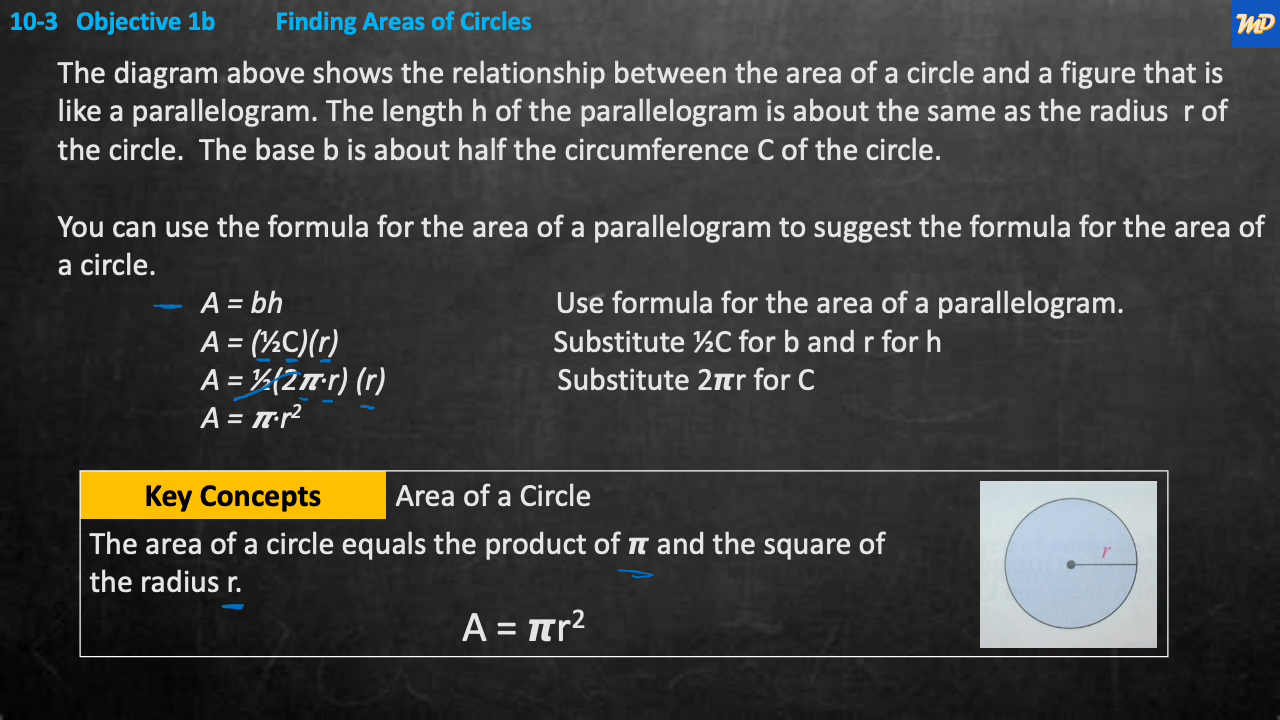 10-3 Objective 1b Finding Areas of Circles
MD
The diagram above shows the relationship between the area of a circle and a figure that is
like a parallelogram. The length h of the parallelogram is about the same as the radius r of
the circle. The base b is about half the circumference C of the circle.
You can use the formula for the area of a parallelogram to suggest the formula for the area of
a circle.
A = bh Use formula for the area of a parallelogram.
A = (½C)(r) Substitute ½C for b and r for h
A = ½(2π·r) (r) Substitute 2πr for C
A = π·r²
Key Concepts Area of a Circle
The area of a circle equals the product of π and the square of
the radius r.
A = πr²
r